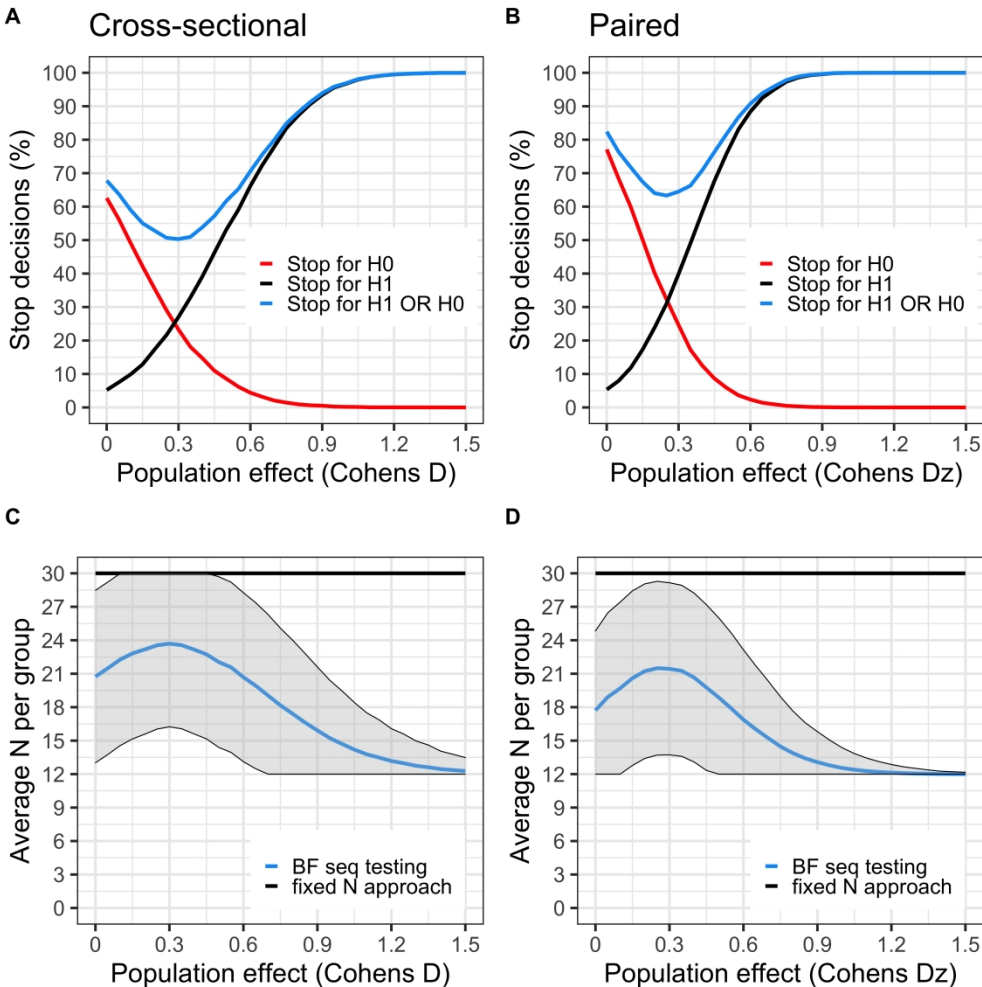 A
Cross-sectional
Stop decisions (%)
100
90
80
70
60
50
40
30
20
10
0
Stop for H0
Stop for H1
Stop for H1 OR H0
0 0.3 0.6 0.9 1.2 1.5
Population effect (Cohens D)
B
Paired
Stop decisions (%)
100
90
80
70
60
50
40
30
20
10
0
Stop for H0
Stop for H1
Stop for H1 OR H0
0 0.3 0.6 0.9 1.2 1.5
Population effect (Cohens Dz)
C
Average N per group
30
27
24
21
18
15
12
9
6
3
0
BF seq testing
fixed N approach
0 0.3 0.6 0.9 1.2 1.5
Population effect (Cohens D)
D
Average N per group
30
27
24
21
18
15
12
9
6
3
0
BF seq testing
fixed N approach
0 0.3 0.6 0.9 1.2 1.5
Population effect (Cohens Dz)